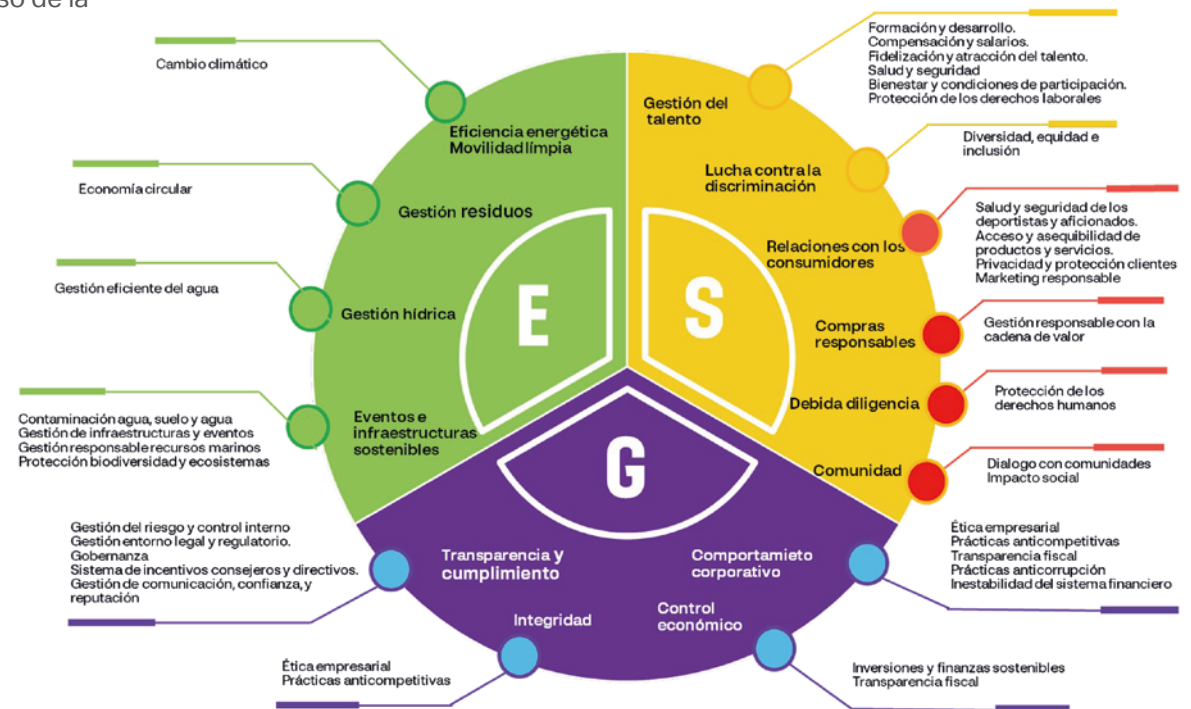 so de la
Cambio climático
Eficiencia energética
Movilidad límpia
Economía circular
Gestión residuos
Gestión eficiente del agua
Gestión hídrica
Contaminación agua, suelo y agua
Gestión de infraestructuras y eventos
Gestión responsable recursos marinos
Protección biodiversidad y ecosistemas
Eventos e
infraestructuras
sostenibles
E
Formación y desarrollo.
Compensación y salarios.
Fidelización y atracción del talento.
Salud y seguridad
Bienestar y condiciones de participación.
Protección de los derechos laborales
Gestión del
talento
Diversidad, equidad e
inclusión
Lucha contra la
discriminación
Salud y seguridad de los
deportistas y aficionados.
Acceso y asequibilidad de
productos y servicios.
Privacidad y protección clientes
Marketing responsable
Relaciones con los
consumidores
Gestión responsable con la
cadena de valor
Compras
responsables
Protección de los
derechos humanos
Debida diligencia
Dialogo con comunidades
Impacto social
Comunidad
S
G
Gestión del riesgo y control interno
Gestión entorno legal y regulatorio.
Gobernanza
Sistema de incentivos consejeros y directivos.
Gestión de comunicación, confianza, y
reputación
Transparencia y
cumplimiento
Ética empresarial
Prácticas anticompetitivas
Integridad
Comportamieto
corporativo
Ética empresarial
Prácticas anticompetitivas
Transparencia fiscal
Prácticas anticorrupción
Inestabilidad del sistema financiero
Control
económico
Inversiones y finanzas sostenibles
Transparencia fiscal